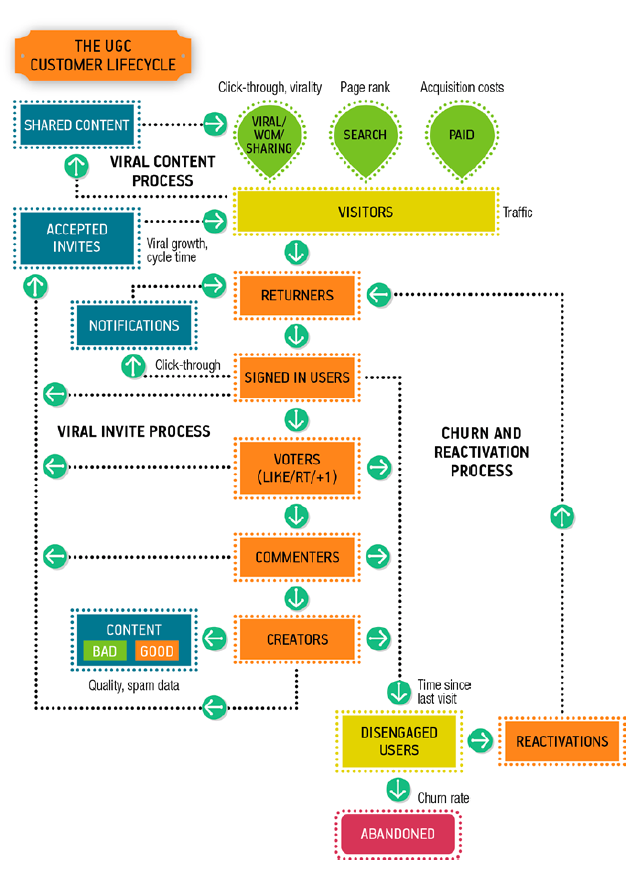 THE UGC
CUSTOMER LIFECYCLE
Click-through, virality
Page rank
Acquisition costs
SHARED CONTENT
VIRAL/
WOM/
SHARING
SEARCH
PAID
VIRAL CONTENT
PROCESS
VISITORS
Traffic
ACCEPTED
INVITES
Viral growth,
cycle time
RETURNERS
NOTIFICATIONS
Click-through
SIGNED IN USERS
VIRAL INVITE PROCESS
CHURN AND
REACTIVATION
PROCESS
VOTERS
(LIKE/RT/+1)
COMMENTERS
CONTENT
BAD
GOOD
CREATORS
Quality, spam data
Time since
last visit
DISENGAGED
USERS
REACTIVATIONS
Churn rate
ABANDONED